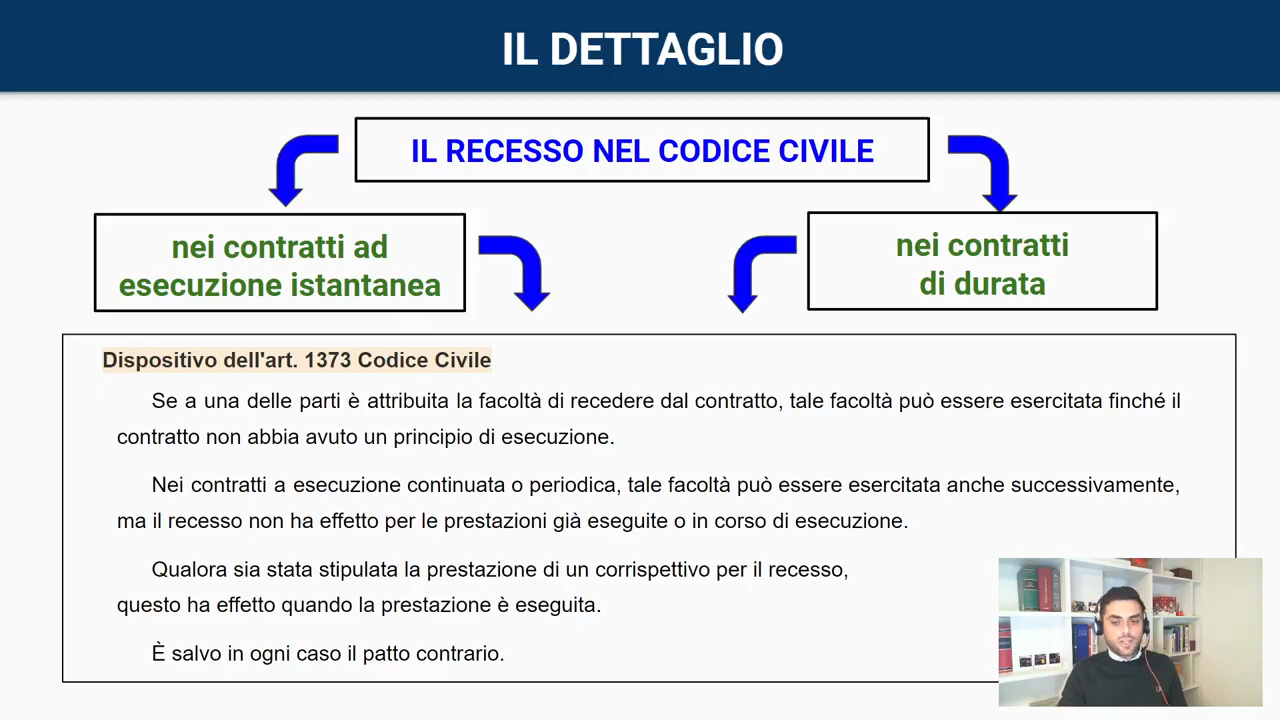 IL DETTAGLIO
IL RECESSO NEL CODICE CIVILE
nei contratti ad
esecuzione istantanea
nei contratti
di durata
Dispositivo dell'art. 1373 Codice Civile
Se a una delle parti è attribuita la facoltà di recedere dal contratto, tale facoltà può essere esercitata finché il
contratto non abbia avuto un principio di esecuzione.
Nei contratti a esecuzione continuata o periodica, tale facoltà può essere esercitata anche successivamente,
ma il recesso non ha effetto per le prestazioni già eseguite o in corso di esecuzione.
Qualora sia stata stipulata la prestazione di un corrispettivo per il recesso,
questo ha effetto quando la prestazione è eseguita.
È salvo in ogni caso il patto contrario.